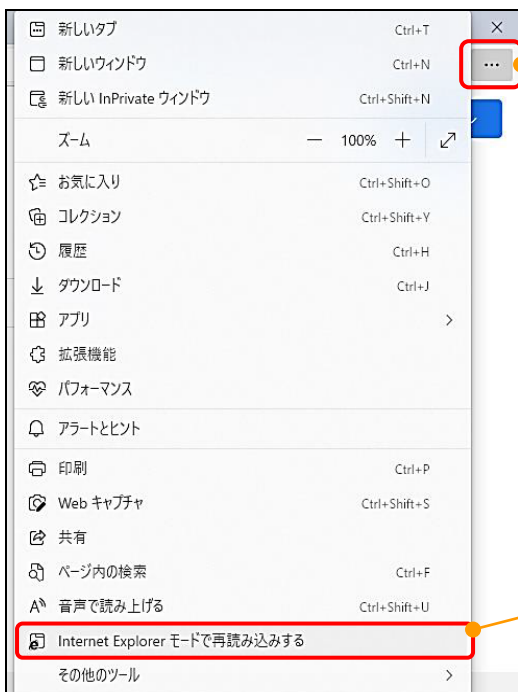 新しいタブ Ctrl+T
新しいウィンドウ Ctrl+N
新しい InPrivate ウィンドウ Ctrl+Shift+N
ズーム — 100% +
お気に入り Ctrl+Shift+O
コレクション Ctrl+Shift+Y
履歴 Ctrl+H
ダウンロード Ctrl+J
アプリ
拡張機能
パフォーマンス
アラートとヒント
印刷 Ctrl+P
Web キャプチャ Ctrl+Shift+S
共有
ページ内の検索 Ctrl+F
音声で読み上げる Ctrl+Shift+U
Internet Explorer モードで再読み込みする
その他のツール